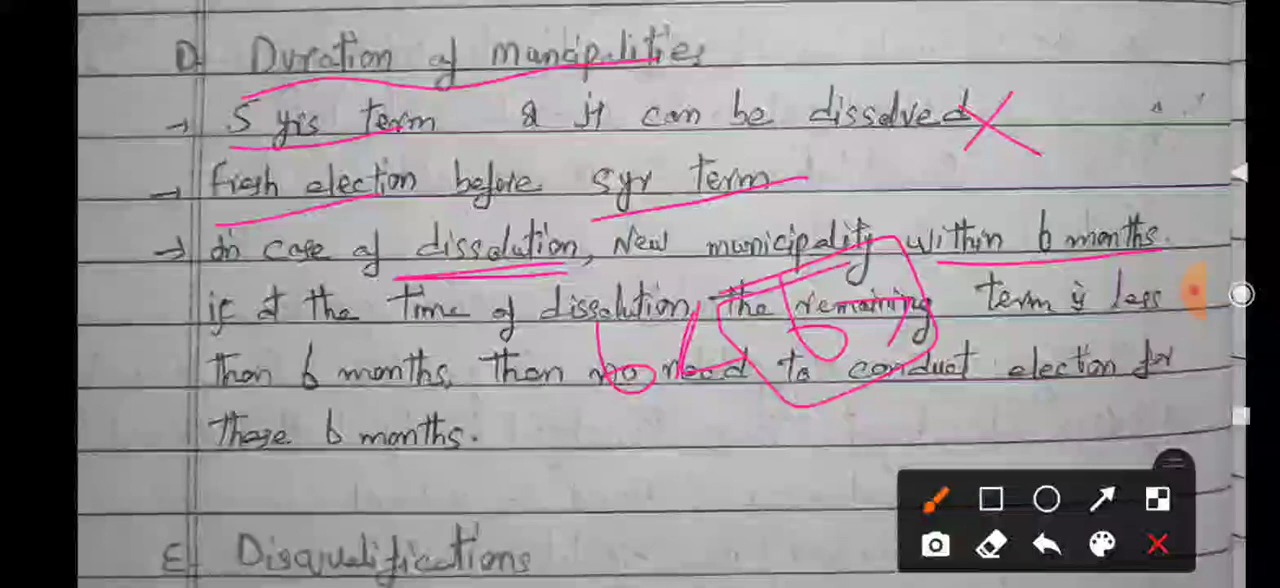 D) Duration of muncipalities
→ 5 yrs term & it can be dissolved
→ fresh election before 5yr term
→ In case of dissolution, New municipality within 6 months.
if at the time of dissolution, the remaining term is less
than 6 months, then no need to conduct election for
these 6 months.
E) Disqualifications